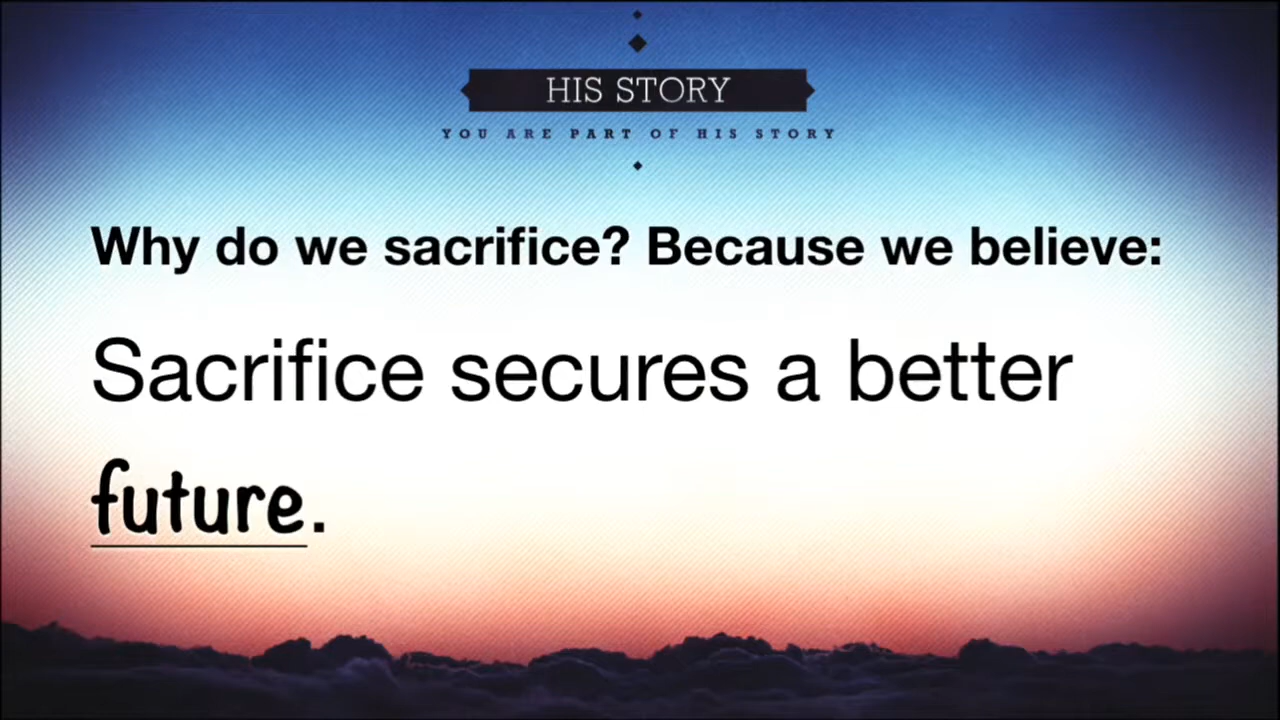 HIS STORY
YOU ARE PART OF HIS STORY
Why do we sacrifice? Because we believe:
Sacrifice secures a better
future.